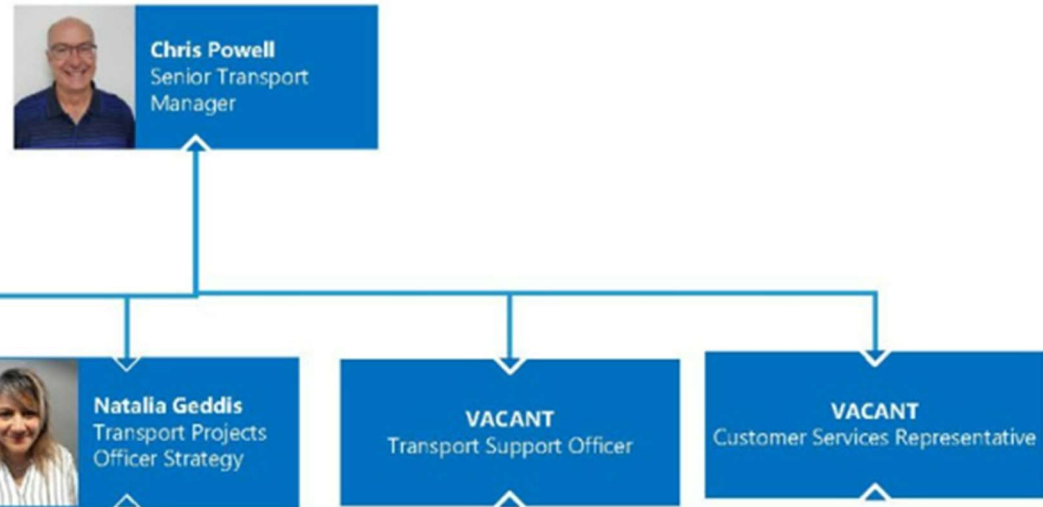 Chris Powell
Senior Transport
Manager
Natalia Geddis
Transport Projects
Officer Strategy
VACANT
Transport Support Officer
VACANT
Customer Services Representative